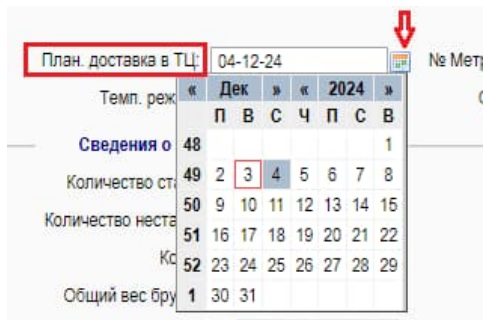 План. доставка в ТЦ: 04-12-24 № Метр
Темп. реж « Дек » « 2024 »
П В С Ч П С В
Сведения о 48 1
Количество ста 49 2 3 4 5 6 7 8
50 9 10 11 12 13 14 15
Количество неста 51 16 17 18 19 20 21 22
Ко 52 23 24 25 26 27 28 29
Общий вес бру 1 30 31